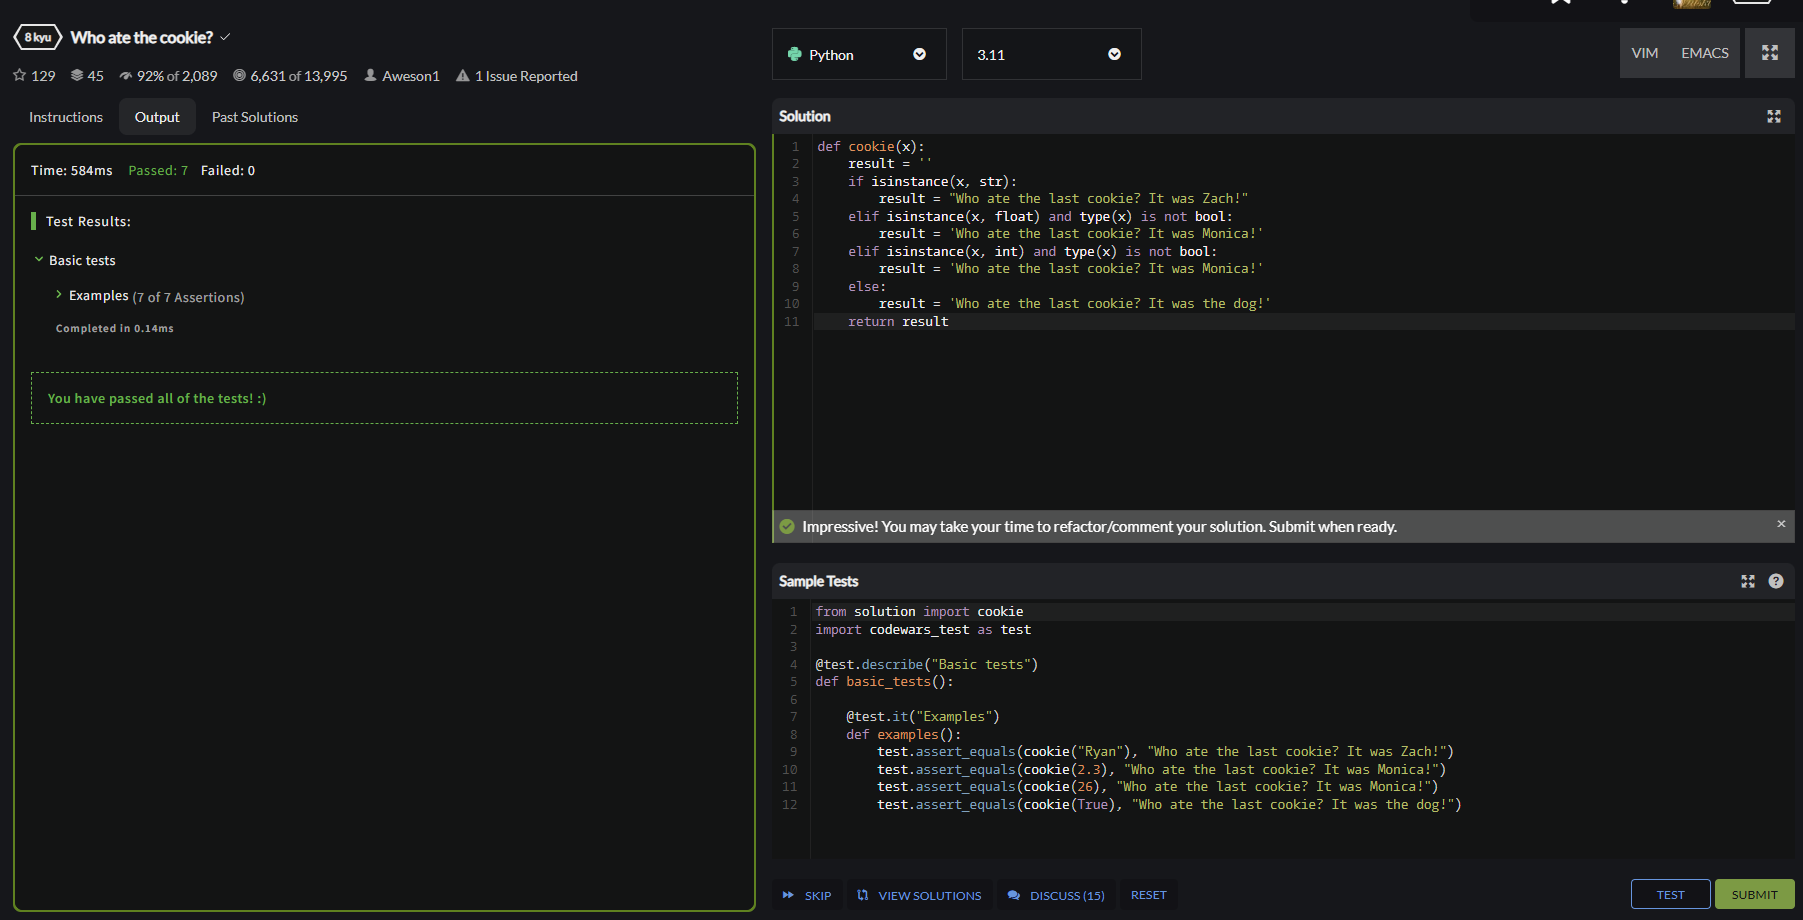 8 kyu Who ate the cookie?
129 45 92% of 2,089 6,631 of 13,995 Aweson1 1 Issue Reported
Instructions Output Past Solutions
Time: 584ms Passed: 7 Failed: 0
Test Results:
Basic tests
Examples (7 of 7 Assertions)
Completed in 0.14ms
You have passed all of the tests! :)
Python 3.11 VIM EMACS
Solution
1 def cookie(x):
2 result = ''
3 if isinstance(x, str):
4 result = "Who ate the last cookie? It was Zach!"
5 elif isinstance(x, float) and type(x) is not bool:
6 result = 'Who ate the last cookie? It was Monica!'
7 elif isinstance(x, int) and type(x) is not bool:
8 result = 'Who ate the last cookie? It was Monica!'
9 else:
10 result = 'Who ate the last cookie? It was the dog!'
11 return result
Impressive! You may take your time to refactor/comment your solution. Submit when ready.
Sample Tests
1 from solution import cookie
2 import codewars_test as test
3
4 @test.describe("Basic tests")
5 def basic_tests():
6
7 @test.it("Examples")
8 def examples():
9 test.assert_equals(cookie("Ryan"), "Who ate the last cookie? It was Zach!")
10 test.assert_equals(cookie(2.3), "Who ate the last cookie? It was Monica!")
11 test.assert_equals(cookie(26), "Who ate the last cookie? It was Monica!")
12 test.assert_equals(cookie(True), "Who ate the last cookie? It was the dog!")
SKIP VIEW SOLUTIONS DISCUSS (15) RESET TEST SUBMIT